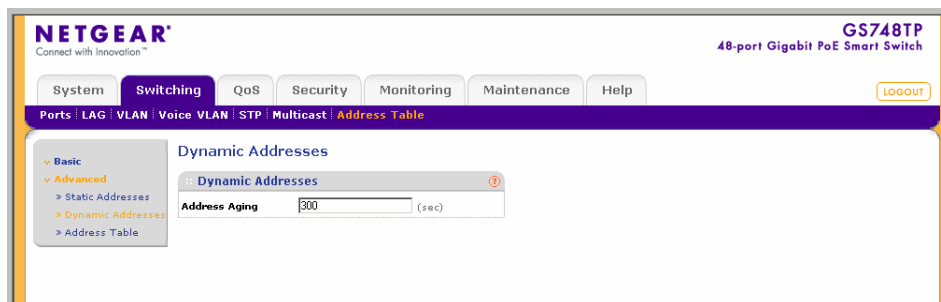 NETGEAR®
Connect with Innovation™
GS748TP
48-port Gigabit PoE Smart Switch
System Switching QoS Security Monitoring Maintenance Help LOGOUT
Ports LAG VLAN Voice VLAN STP Multicast Address Table
Basic
Advanced
» Static Addresses
» Dynamic Addresses
» Address Table
Dynamic Addresses
Dynamic Addresses ?
Address Aging 300 (sec)